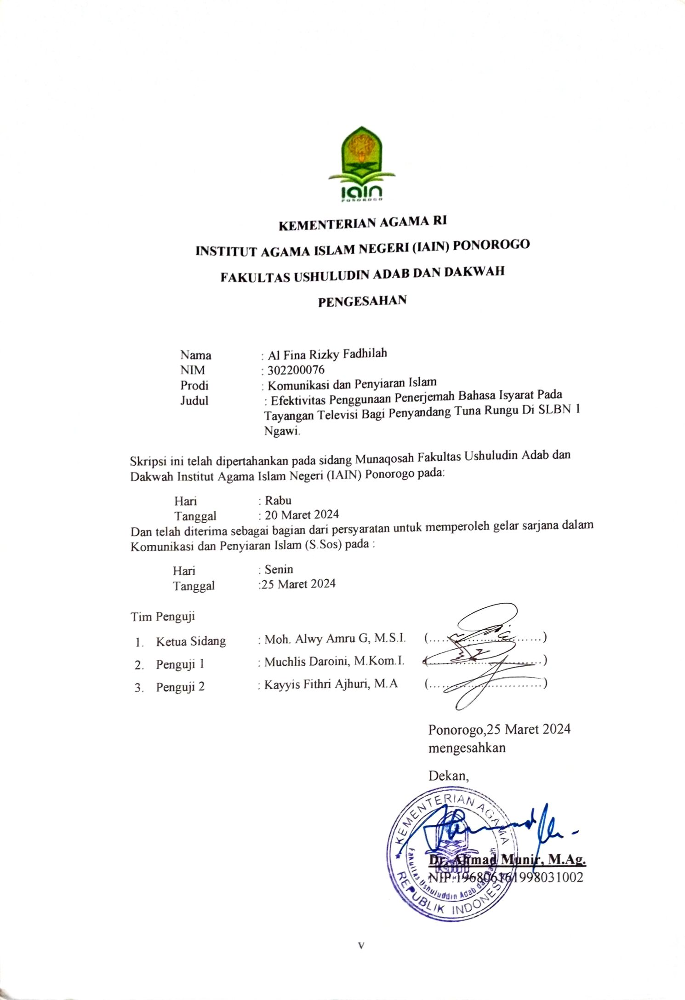 iain
PONOROGO
KEMENTERIAN AGAMA RI
INSTITUT AGAMA ISLAM NEGERI (IAIN) PONOROGO
FAKULTAS USHULUDIN ADAB DAN DAKWAH
PENGESAHAN
Nama : Al Fina Rizky Fadhilah
NIM : 302200076
Prodi : Komunikasi dan Penyiaran Islam
Judul : Efektivitas Penggunaan Penerjemah Bahasa Isyarat Pada
Tayangan Televisi Bagi Penyandang Tuna Rungu Di SLBN 1
Ngawi.
Skripsi ini telah dipertahankan pada sidang Munaqosah Fakultas Ushuludin Adab dan
Dakwah Institut Agama Islam Negeri (IAIN) Ponorogo pada:
Hari : Rabu
Tanggal : 20 Maret 2024
Dan telah diterima sebagai bagian dari persyaratan untuk memperoleh gelar sarjana dalam
Komunikasi dan Penyiaran Islam (S.Sos) pada :
Hari : Senin
Tanggal :25 Maret 2024
Tim Penguji
1. Ketua Sidang : Moh. Alwy Amru G, M.S.I. (..............................)
2. Penguji 1 : Muchlis Daroini, M.Kom.I. (..............................)
3. Penguji 2 : Kayyis Fithri Ajhuri, M.A (..............................)
Ponorogo,25 Maret 2024
mengesahkan
Dekan,
KEMENTERIAN AGAMA
REPUBLIK INDONESIA
Fakultas Ushuluddin Adab dan Dakwah
Dr. Ahmad Munir, M.Ag.
NIP.196806161998031002
v